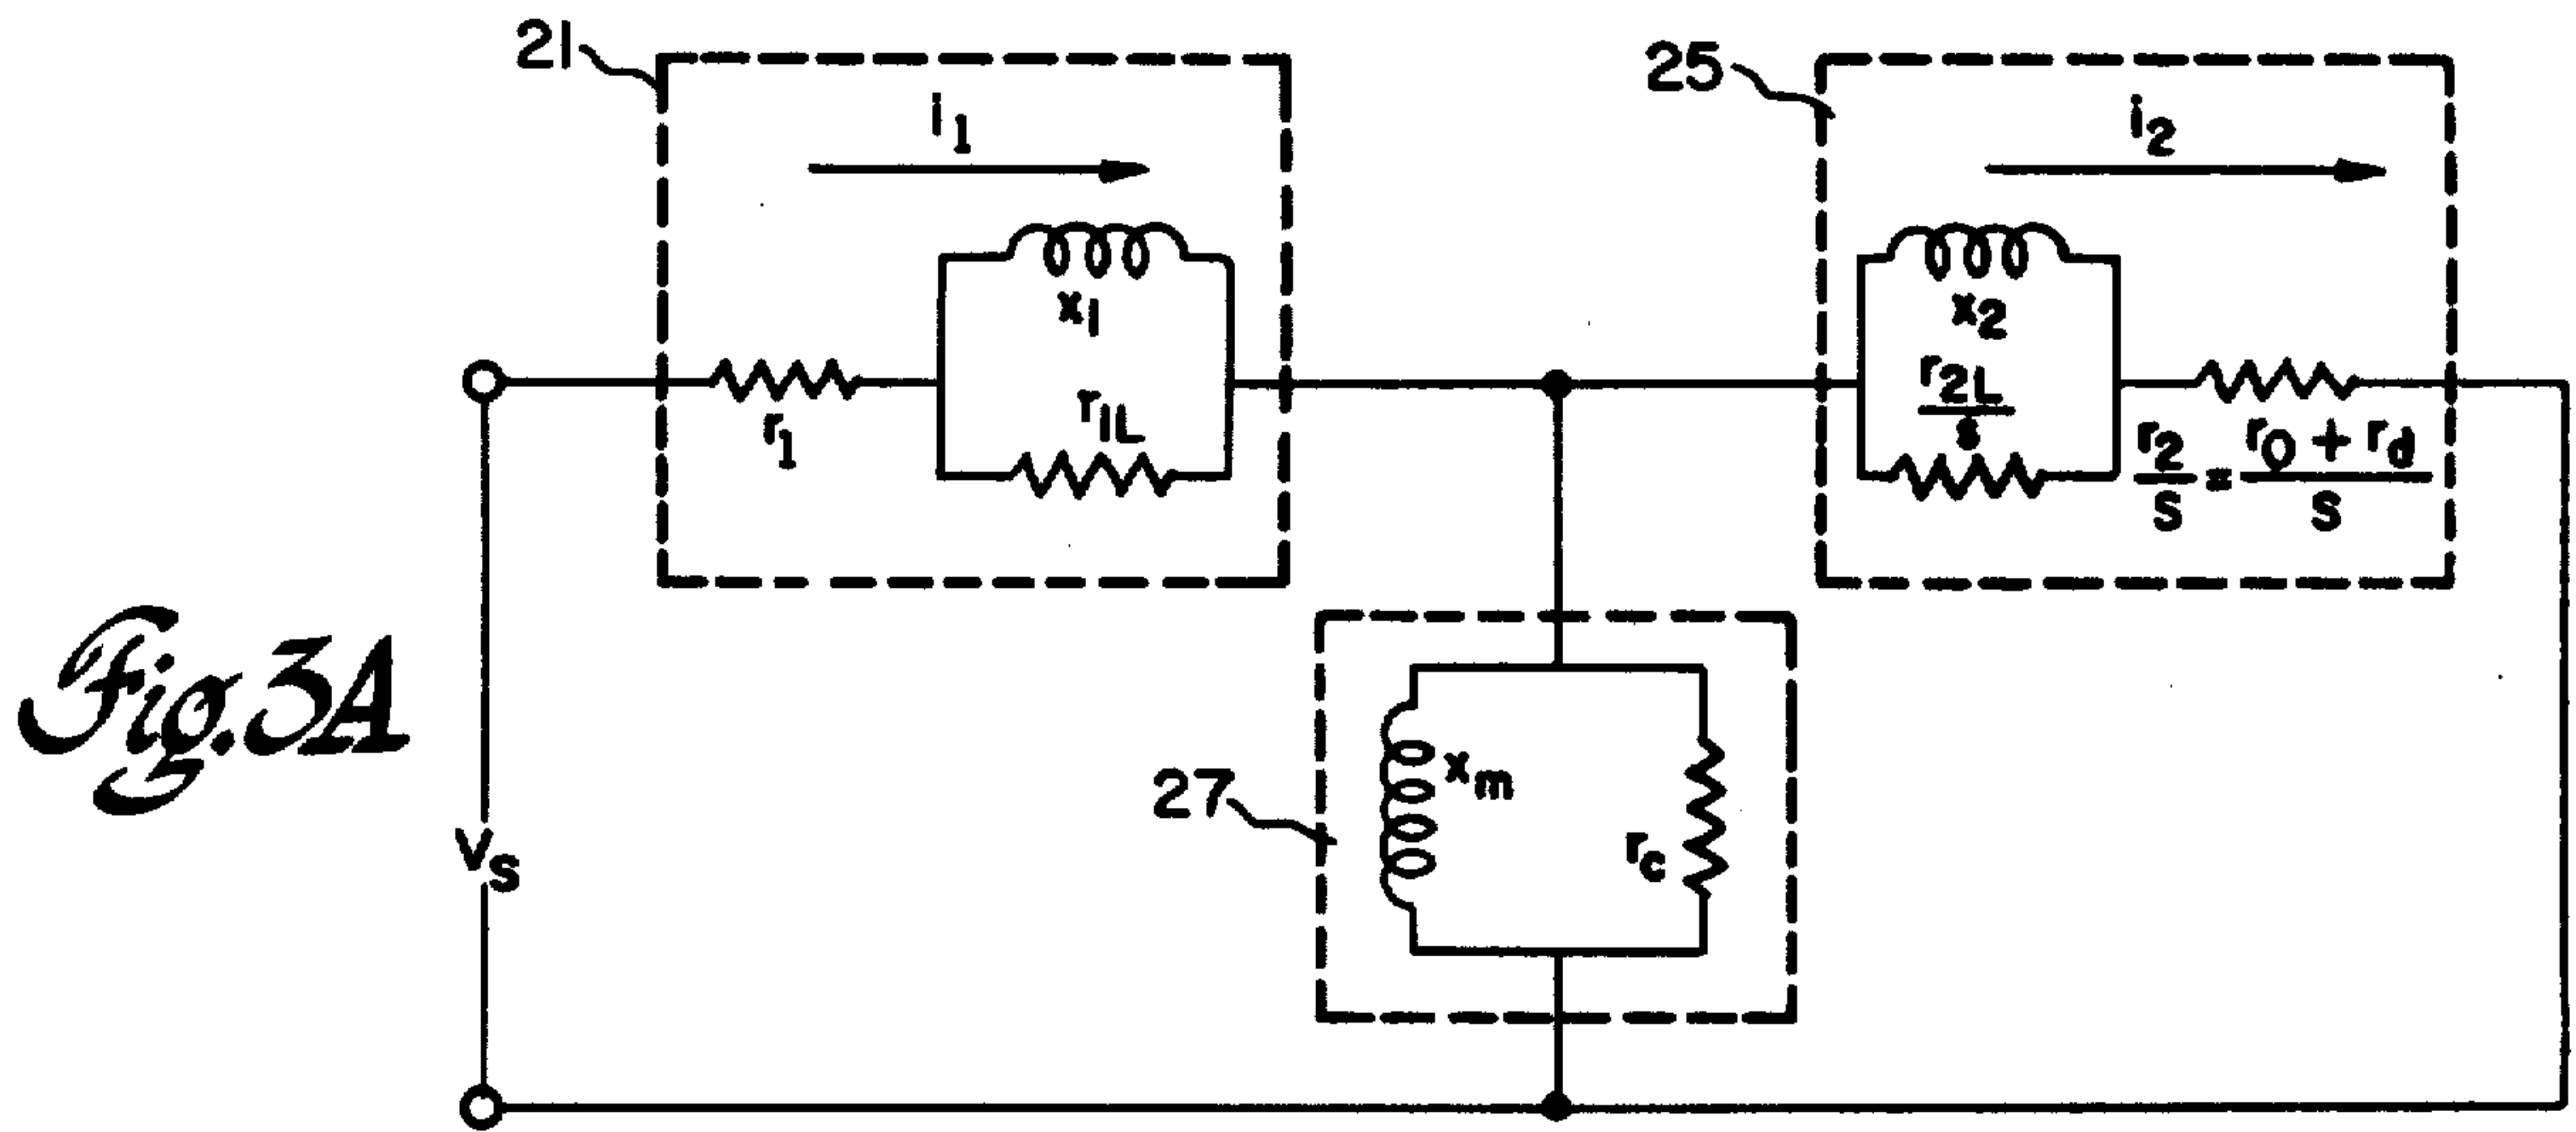 21
i1
x1
r1
r1L
25
i2
x2
r2L/s
r2/S = r0 + rd/S
27
xm
rc
vs
Fig. 3A